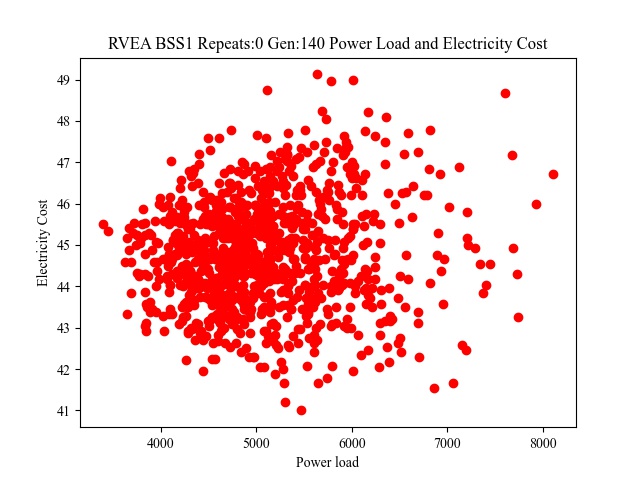 RVEA BSS1 Repeats:0 Gen:140 Power Load and Electricity Cost
49
48
47
46
45
44
43
42
41
Electricity Cost
4000 5000 6000 7000 8000
Power load